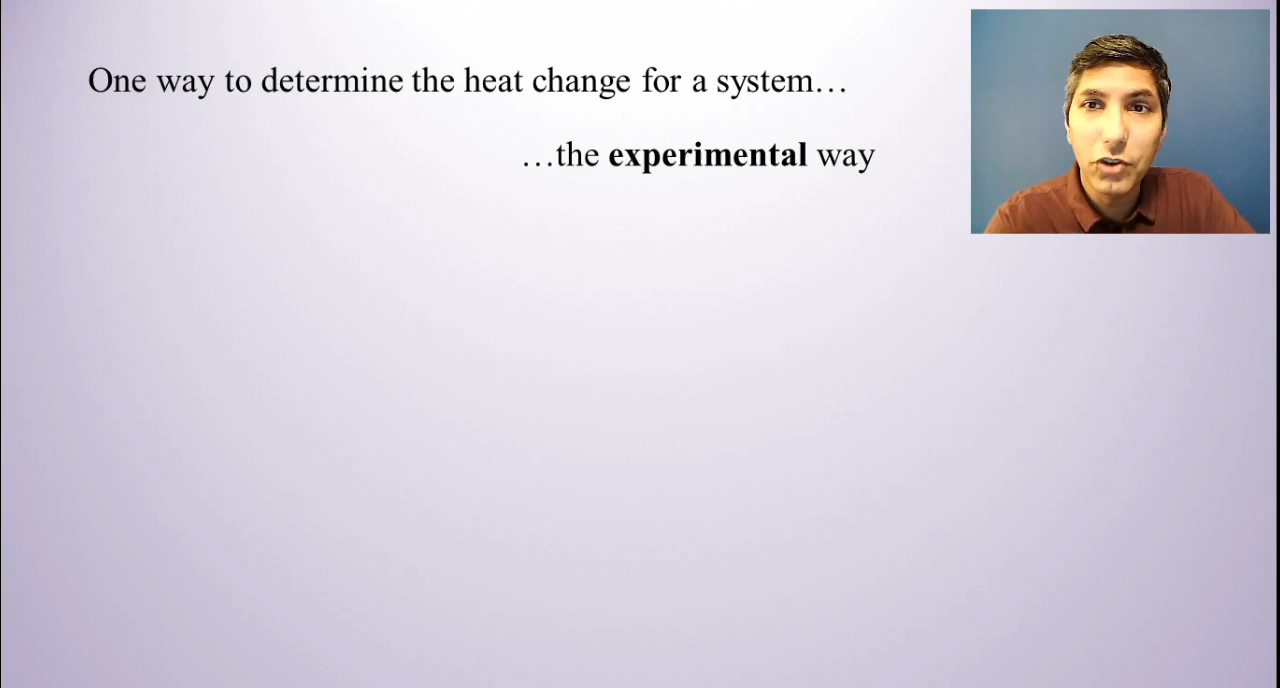 One way to determine the heat change for a system…
…the experimental way